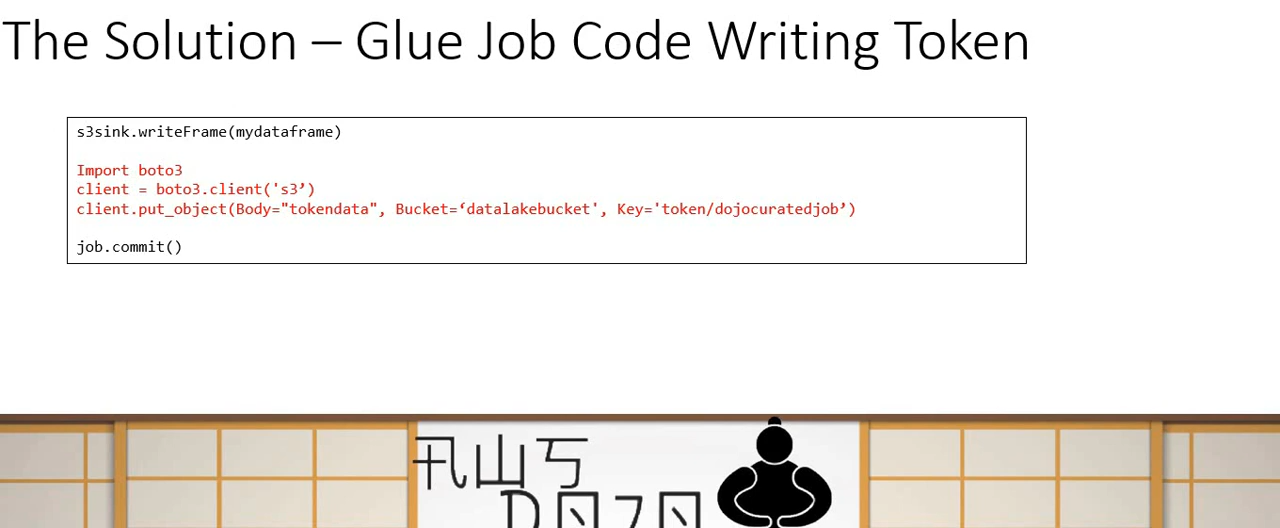 The Solution – Glue Job Code Writing Token
s3sink.writeFrame(mydataframe)
Import boto3
client = boto3.client('s3’)
client.put_object(Body="tokendata", Bucket=‘datalakebucket', Key='token/dojocuratedjob’)
job.commit()